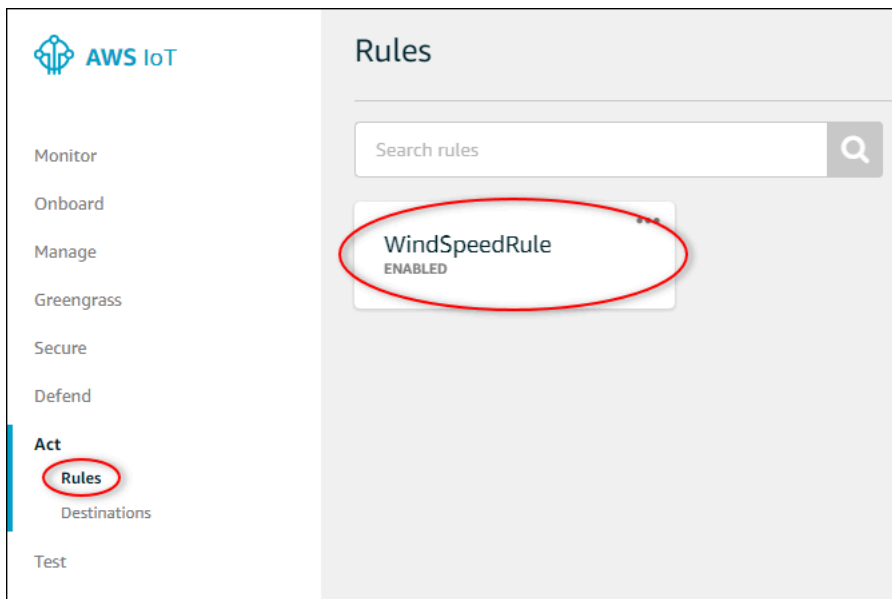 AWS IoT
Monitor
Onboard
Manage
Greengrass
Secure
Defend
Act
Rules
Destinations
Test
Rules
Search rules
WindSpeedRule
ENABLED